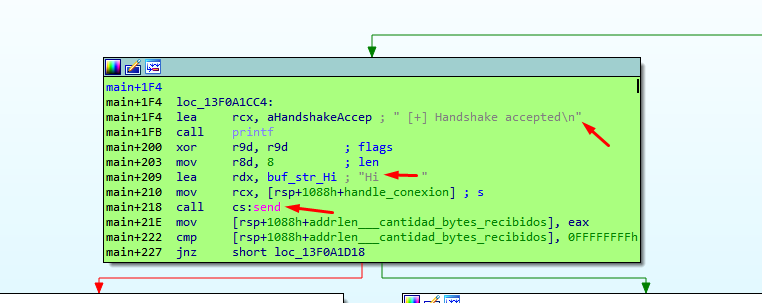 main+1F4
main+1F4 loc_13F0A1CC4:
main+1F4 lea rcx, aHandshakeAccep ; " [+] Handshake accepted\n"
main+1FB call printf
main+200 xor r9d, r9d ; flags
main+203 mov r8d, 8 ; len
main+209 lea rdx, buf_str_Hi ; "Hi "
main+210 mov rcx, [rsp+1088h+handle_conexion] ; s
main+218 call cs:send
main+21E mov [rsp+1088h+addrlen___cantidad_bytes_recibidos], eax
main+222 cmp [rsp+1088h+addrlen___cantidad_bytes_recibidos], 0FFFFFFFFh
main+227 jnz short loc_13F0A1D18